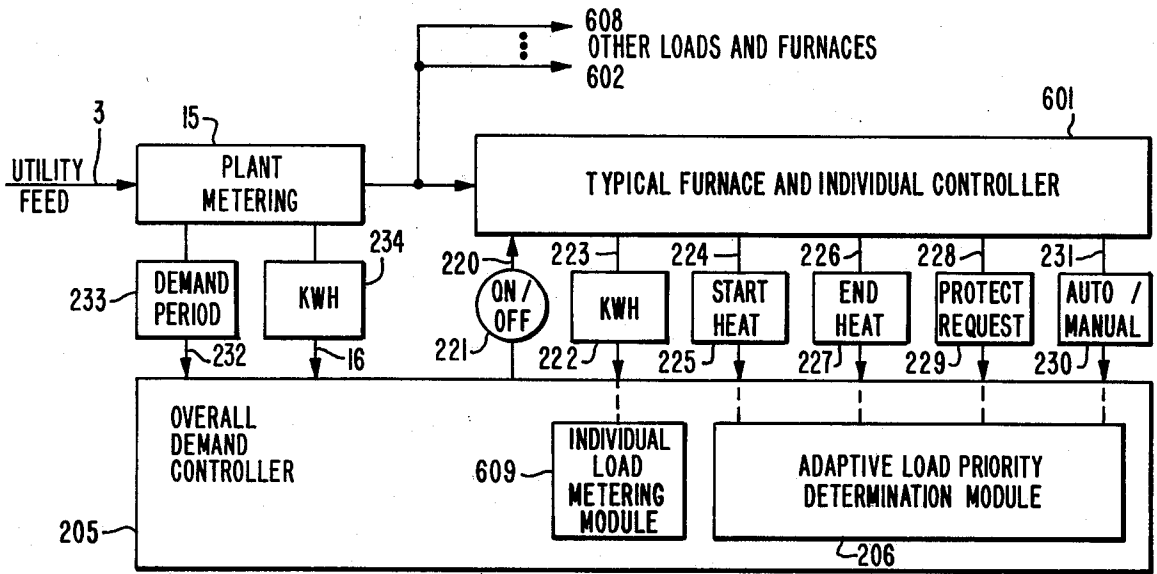 608
OTHER LOADS AND FURNACES
602
3
15
601
UTILITY
FEED
PLANT
METERING
TYPICAL FURNACE AND INDIVIDUAL CONTROLLER
234
220
223
224
226
228
231
233
DEMAND
PERIOD
KWH
ON/
OFF
KWH
START
HEAT
END
HEAT
PROTECT
REQUEST
AUTO /
MANUAL
232
16
221
222
225
227
229
230
OVERALL
DEMAND
CONTROLLER
609
INDIVIDUAL
LOAD
METERING
MODULE
ADAPTIVE LOAD PRIORITY
DETERMINATION MODULE
205
206